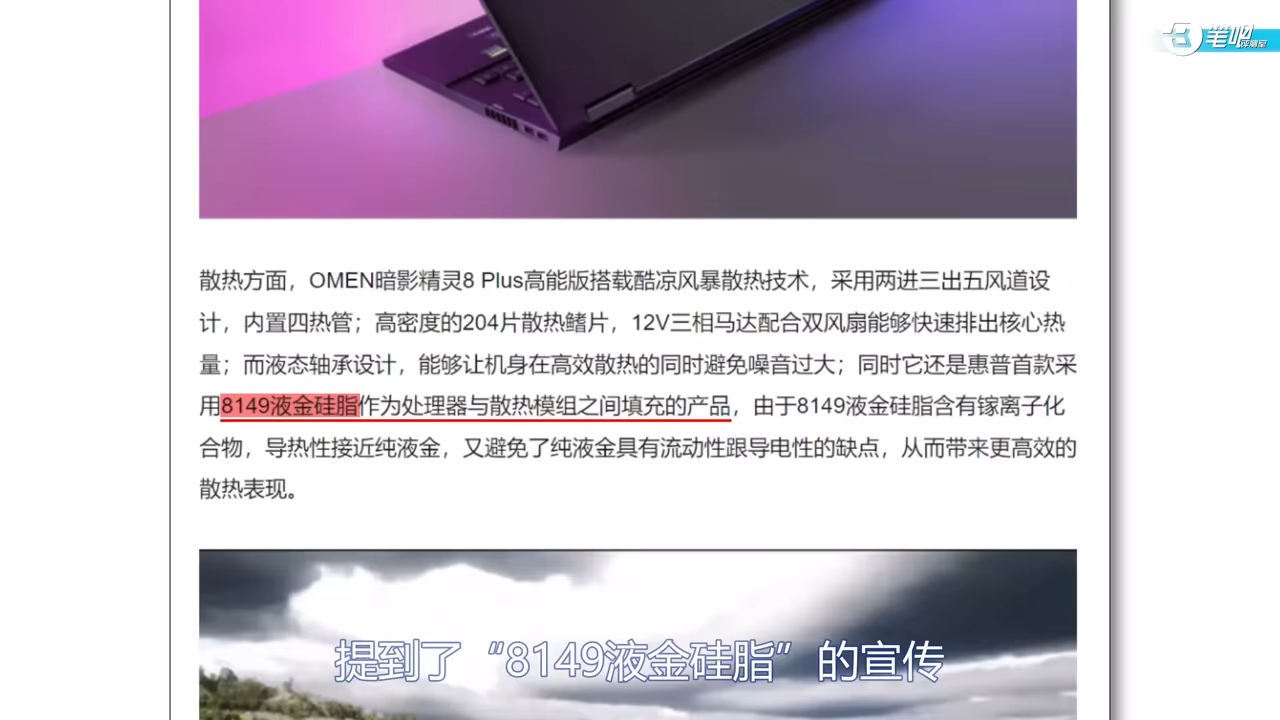 笔吧评测室
散热方面，OMEN暗影精灵8 Plus高能版搭载酷凉风暴散热技术，采用两进三出五风道设
计，内置四热管；高密度的204片散热鳍片，12V三相马达配合双风扇能够快速排出核心热
量；而液态轴承设计，能够让机身在高效散热的同时避免噪音过大；同时它还是惠普首款采
用8149液金硅脂作为处理器与散热模组之间填充的产品，由于8149液金硅脂含有镓离子化
合物，导热性接近纯液金，又避免了纯液金具有流动性跟导电性的缺点，从而带来更高效的
散热表现。
提到了“8149液金硅脂”的宣传